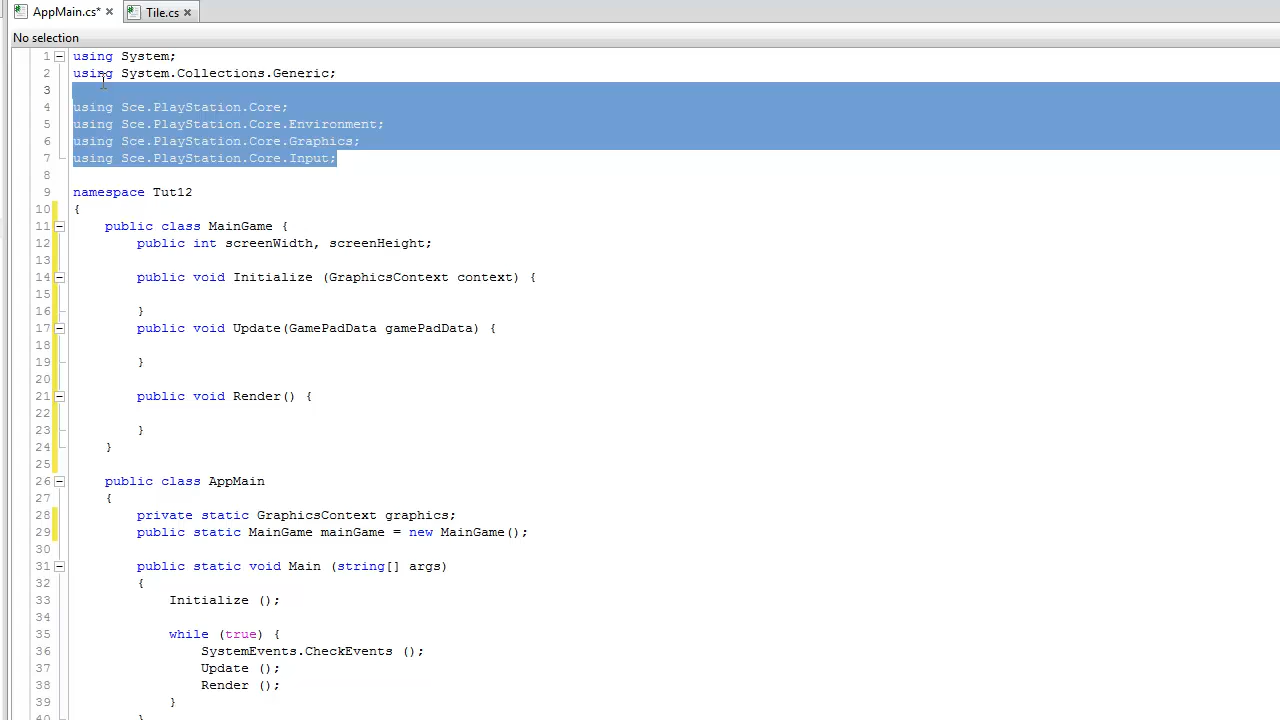 AppMain.cs* Tile.cs
No selection
1 using System;
2 using System.Collections.Generic;
3
4 using Sce.PlayStation.Core;
5 using Sce.PlayStation.Core.Environment;
6 using Sce.PlayStation.Core.Graphics;
7 using Sce.PlayStation.Core.Input;
8
9 namespace Tut12
10 {
11 public class MainGame {
12 public int screenWidth, screenHeight;
13
14 public void Initialize (GraphicsContext context) {
15
16 }
17 public void Update(GamePadData gamePadData) {
18
19 }
20
21 public void Render() {
22
23 }
24 }
25
26 public class AppMain
27 {
28 private static GraphicsContext graphics;
29 public static MainGame mainGame = new MainGame();
30
31 public static void Main (string[] args)
32 {
33 Initialize ();
34
35 while (true) {
36 SystemEvents.CheckEvents ();
37 Update ();
38 Render ();
39 }
40 }